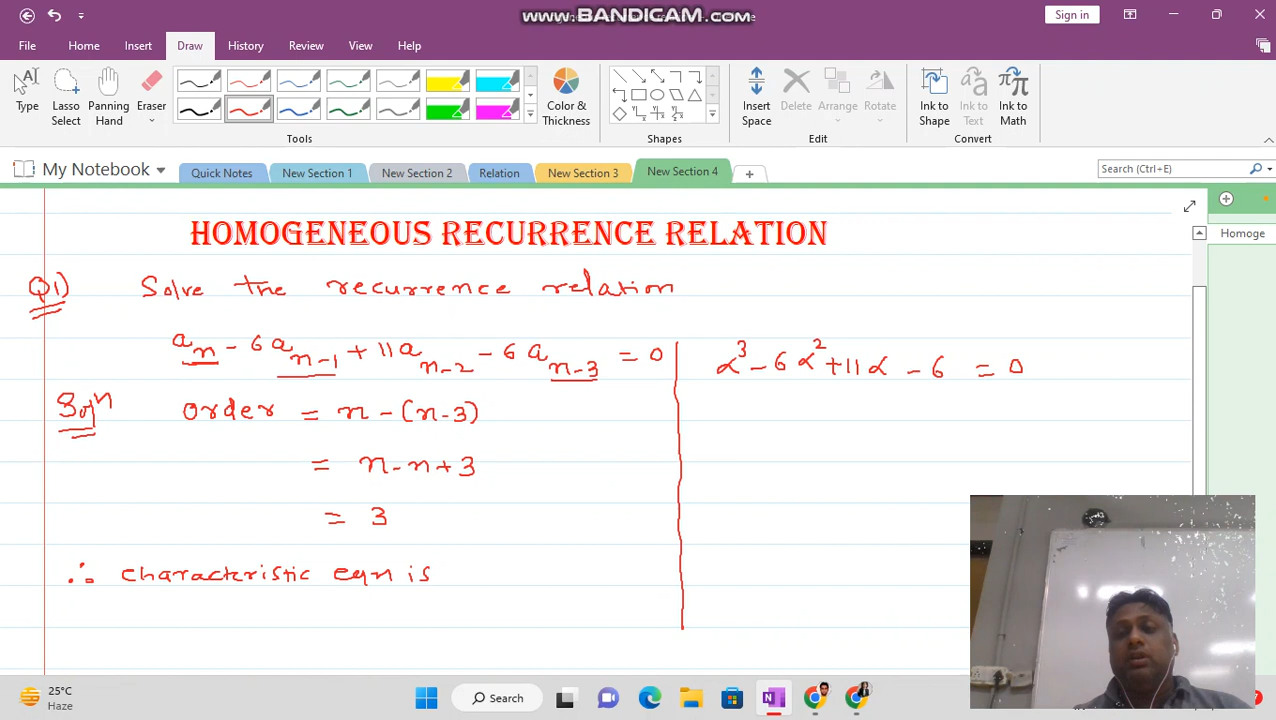 www.BANDICAM.com
Sign in
File Home Insert Draw History Review View Help
Type
Lasso Select
Panning Hand
Eraser
Color & Thickness
Insert Space
Delete
Arrange
Rotate
Ink to Shape
Ink to Text
Ink to Math
Tools
Shapes
Edit
Convert
My Notebook
Quick Notes
New Section 1
New Section 2
Relation
New Section 3
New Section 4
Search (Ctrl+E)
Homoge
HOMOGENEOUS RECURRENCE RELATION
Q1) Solve the recurrence relation
a_n - 6a_{n-1} + 11a_{n-2} - 6a_{n-3} = 0
Soln order = n-(n-3)
= n-n+3
= 3
∴ characteristic eqn is
α³ - 6α² + 11α - 6 = 0
25°C
Haze
Search